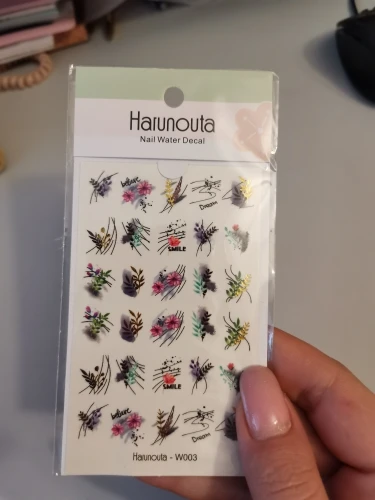 Harunouta
Nail Water Decal
believe
Dream
SMILE
SMILE
believe
Dream
Harunouta - W003